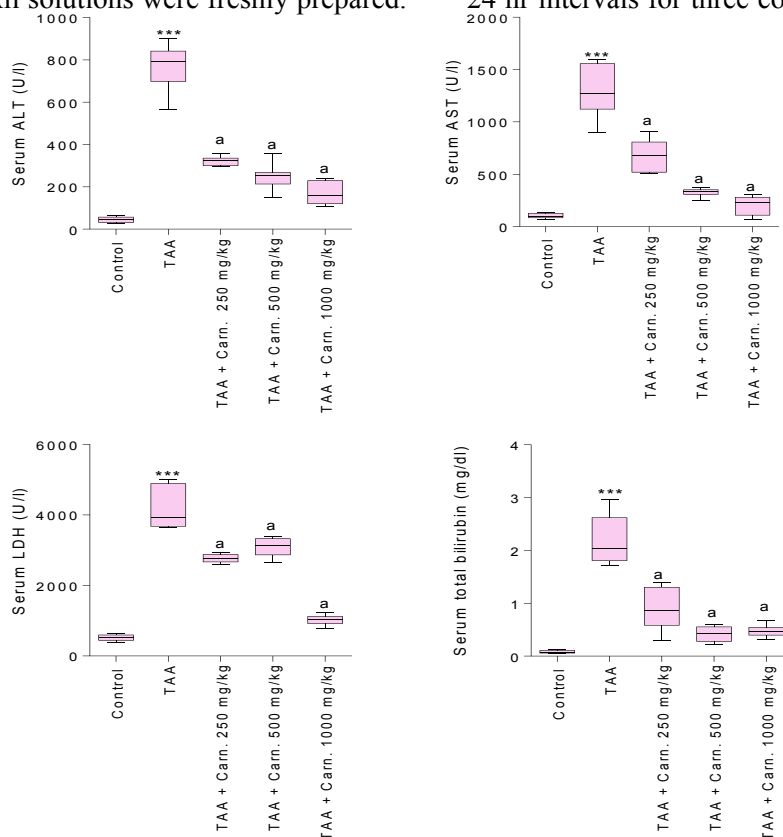 All solutions were freshly prepared.
24 hr intervals for three co
Serum ALT (U/l)
1000
800
600
400
200
0
***
a
a
a
Control
TAA
TAA + Carn. 250 mg/kg
TAA + Carn. 500 mg/kg
TAA + Carn. 1000 mg/kg
Serum AST (U/l)
2000
1500
1000
500
0
***
a
a
a
Control
TAA
TAA + Carn. 250 mg/kg
TAA + Carn. 500 mg/kg
TAA + Carn. 1000 mg/kg
Serum LDH (U/l)
6000
4000
2000
0
***
a
a
a
Control
TAA
TAA + Carn. 250 mg/kg
TAA + Carn. 500 mg/kg
TAA + Carn. 1000 mg/kg
Serum total bilirubin (mg/dl)
4
3
2
1
0
***
a
a
a
Control
TAA
TAA + Carn. 250 mg/kg
TAA + Carn. 500 mg/kg
TAA + Carn. 1000 mg/kg